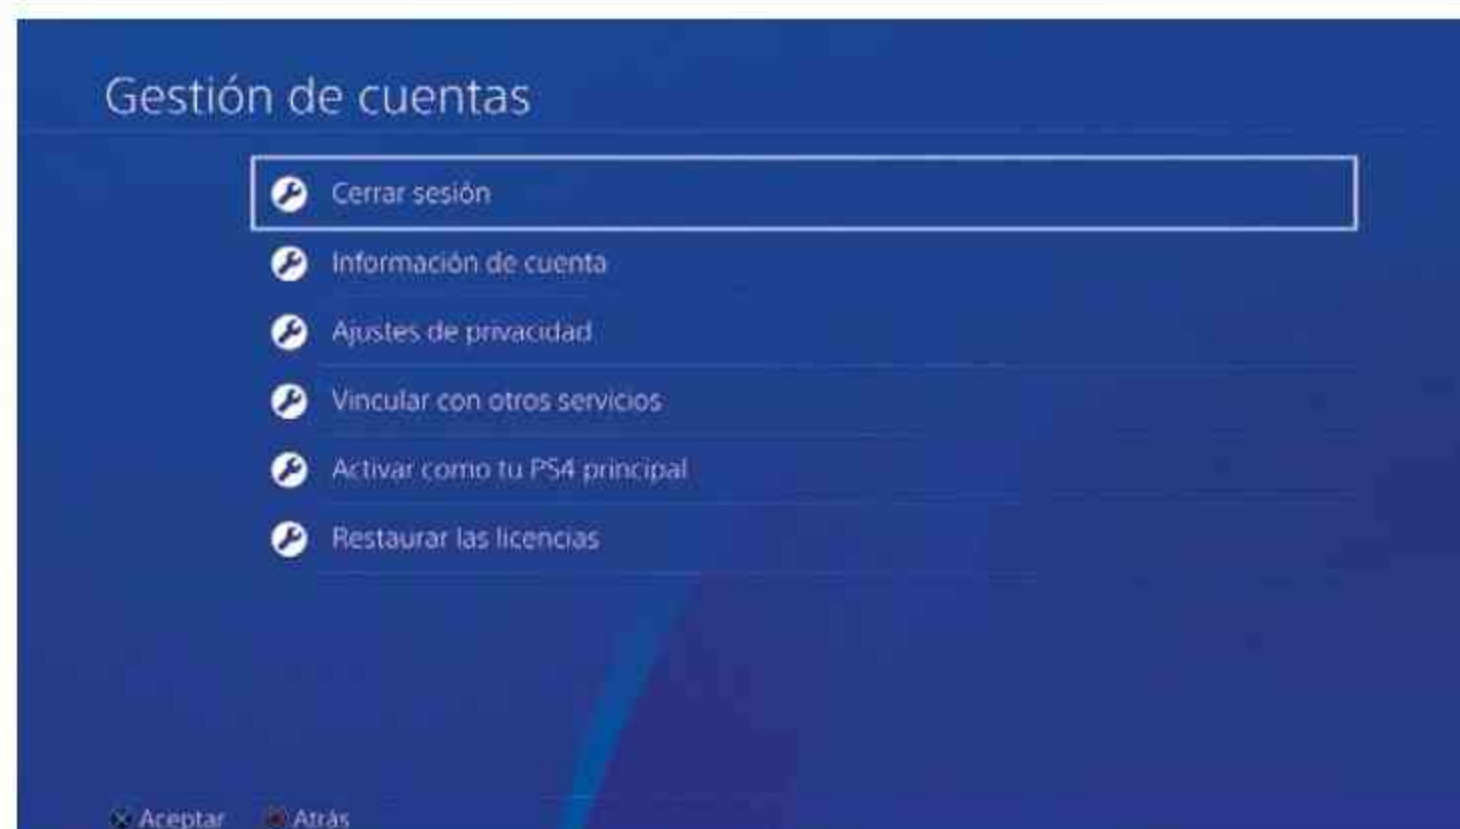 Gestión de cuentas
Cerrar sesión
Información de cuenta
Ajustes de privacidad
Vincular con otros servicios
Activar como tu PS4 principal
Restaurar las licencias
Aceptar Atrás